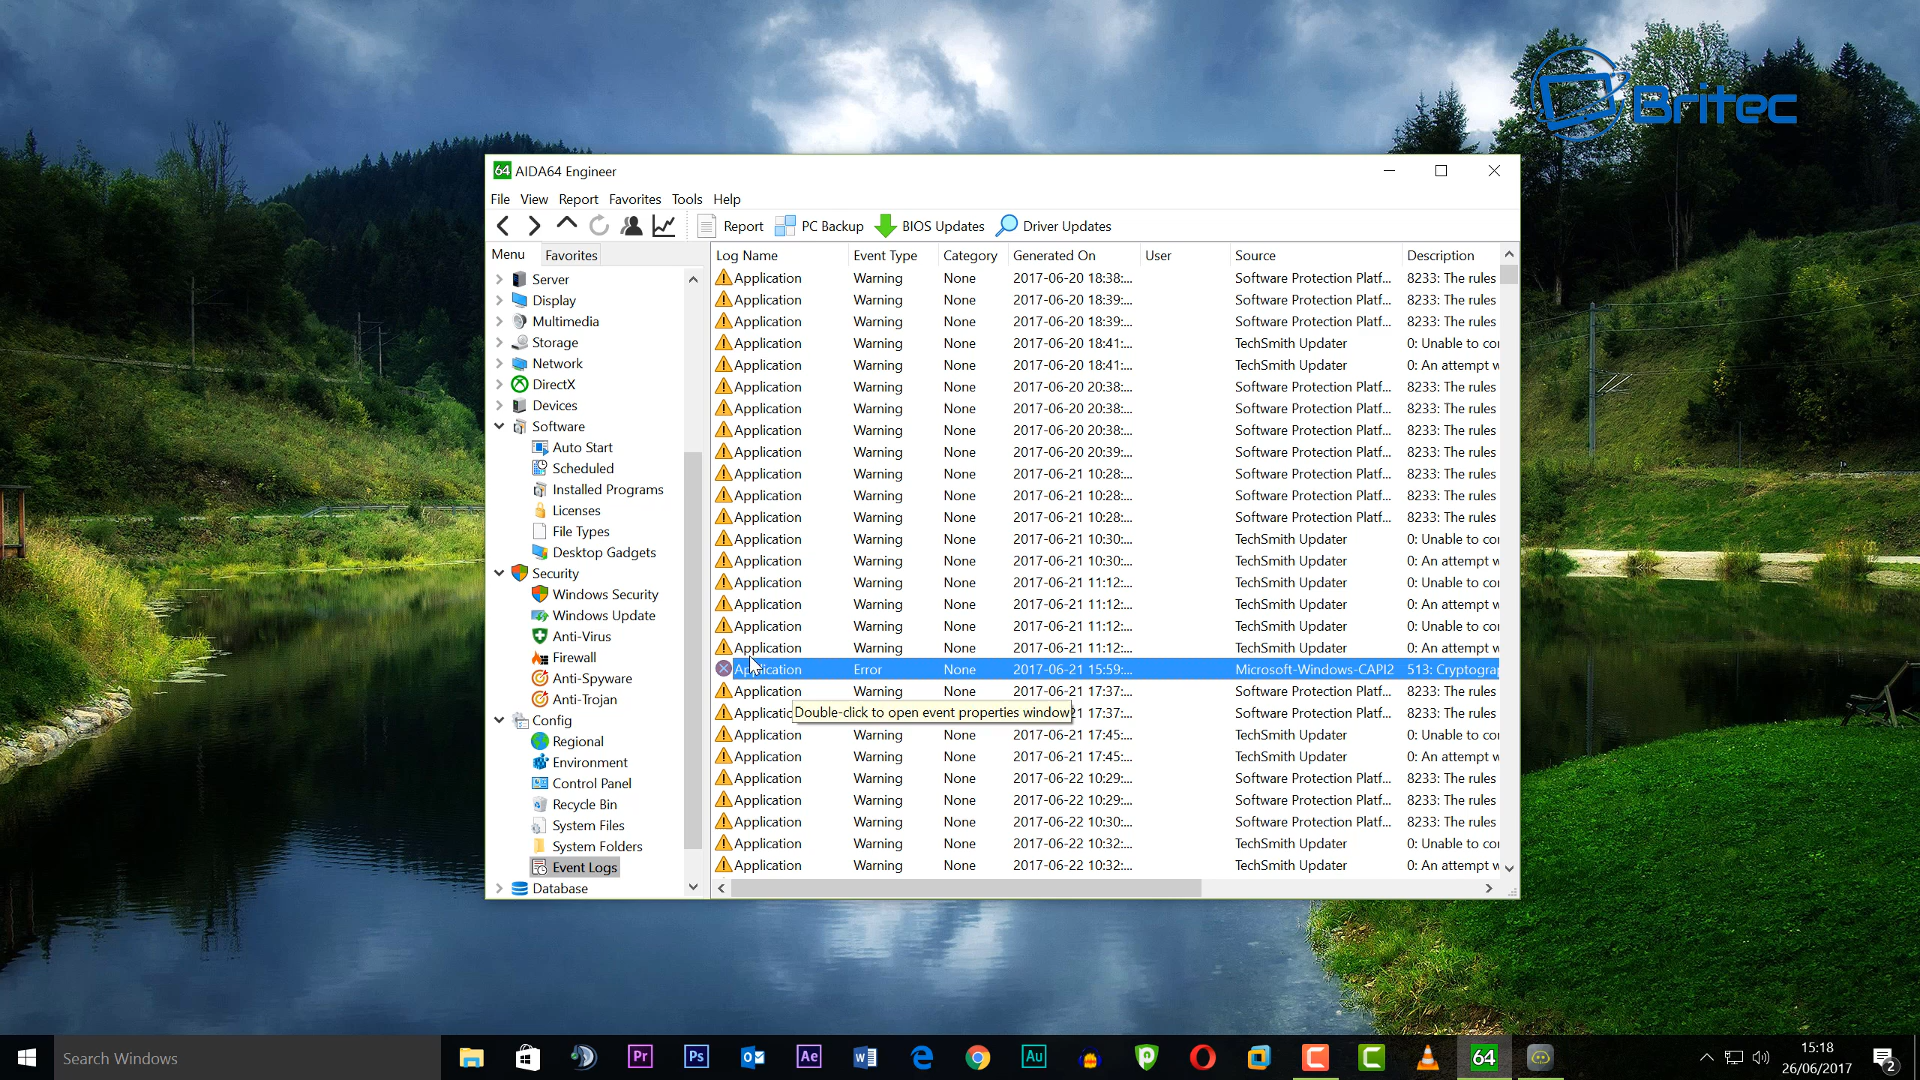 Britec
64 AIDA64 Engineer
File View Report Favorites Tools Help
Report PC Backup BIOS Updates Driver Updates
Menu Favorites
Server
Display
Multimedia
Storage
Network
DirectX
Devices
Software
Auto Start
Scheduled
Installed Programs
Licenses
File Types
Desktop Gadgets
Security
Windows Security
Windows Update
Anti-Virus
Firewall
Anti-Spyware
Anti-Trojan
Config
Regional
Environment
Control Panel
Recycle Bin
System Files
System Folders
Event Logs
Database
Log Name Event Type Category Generated On User Source Description
Application Warning None 2017-06-20 18:38:... Software Protection Platf... 8233: The rules
Application Warning None 2017-06-20 18:39:... Software Protection Platf... 8233: The rules
Application Warning None 2017-06-20 18:39:... Software Protection Platf... 8233: The rules
Application Warning None 2017-06-20 18:41:... TechSmith Updater 0: Unable to cor
Application Warning None 2017-06-20 18:41:... TechSmith Updater 0: An attempt w
Application Warning None 2017-06-20 20:38:... Software Protection Platf... 8233: The rules
Application Warning None 2017-06-20 20:38:... Software Protection Platf... 8233: The rules
Application Warning None 2017-06-20 20:38:... Software Protection Platf... 8233: The rules
Application Warning None 2017-06-20 20:39:... Software Protection Platf... 8233: The rules
Application Warning None 2017-06-21 10:28:... Software Protection Platf... 8233: The rules
Application Warning None 2017-06-21 10:28:... Software Protection Platf... 8233: The rules
Application Warning None 2017-06-21 10:28:... Software Protection Platf... 8233: The rules
Application Warning None 2017-06-21 10:30:... TechSmith Updater 0: Unable to cor
Application Warning None 2017-06-21 10:30:... TechSmith Updater 0: An attempt w
Application Warning None 2017-06-21 11:12:... TechSmith Updater 0: Unable to cor
Application Warning None 2017-06-21 11:12:... TechSmith Updater 0: An attempt w
Application Warning None 2017-06-21 11:12:... TechSmith Updater 0: Unable to cor
Application Warning None 2017-06-21 11:12:... TechSmith Updater 0: An attempt w
Application Error None 2017-06-21 15:59:... Microsoft-Windows-CAPI2 513: Cryptograp
Application Warning None 2017-06-21 17:37:... Software Protection Platf... 8233: The rules
Applicatic Double-click to open event properties window 21 17:37:... Software Protection Platf... 8233: The rules
Application Warning None 2017-06-21 17:45:... TechSmith Updater 0: Unable to cor
Application Warning None 2017-06-21 17:45:... TechSmith Updater 0: An attempt w
Application Warning None 2017-06-22 10:29:... Software Protection Platf... 8233: The rules
Application Warning None 2017-06-22 10:29:... Software Protection Platf... 8233: The rules
Application Warning None 2017-06-22 10:30:... Software Protection Platf... 8233: The rules
Application Warning None 2017-06-22 10:32:... TechSmith Updater 0: Unable to cor
Application Warning None 2017-06-22 10:32:... TechSmith Updater 0: An attempt w
Search Windows Pr Ps Ae Au 64 15:18
26/06/2017 2